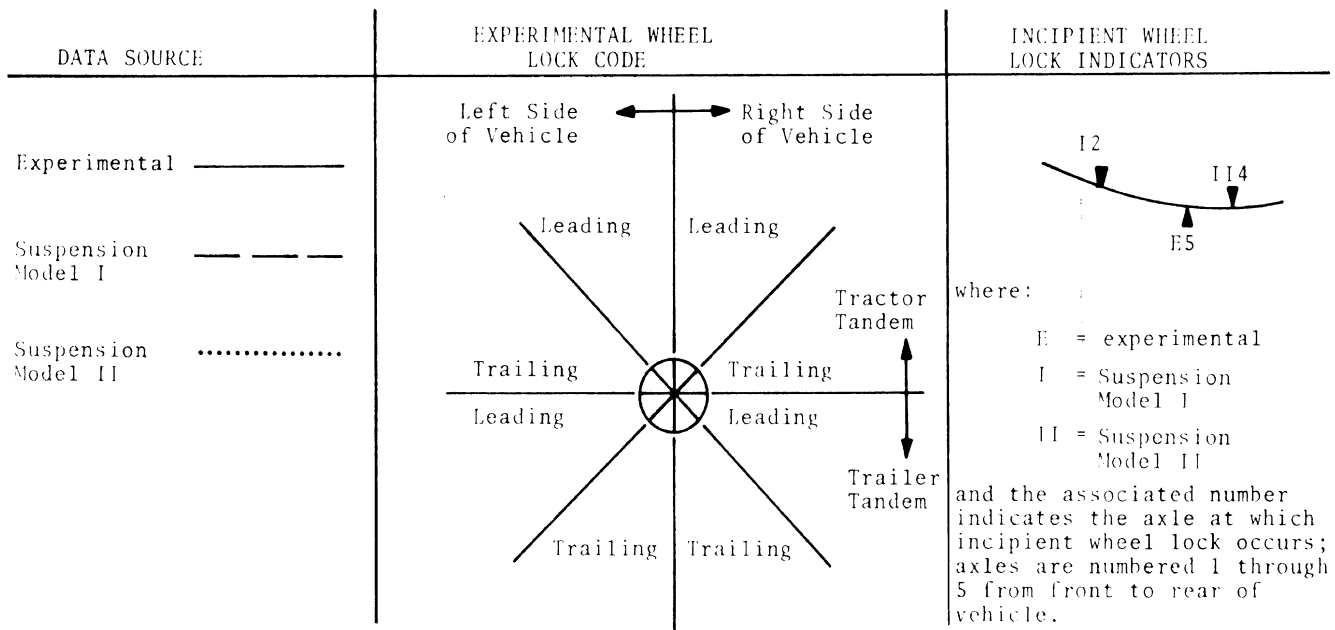 DATA SOURCE
EXPERIMENTAL WHEEL
LOCK CODE
INCIPIENT WHEEL
LOCK INDICATORS
Experimental
Suspension
Model I
Suspension
Model II
Left Side
of Vehicle
Right Side
of Vehicle
Leading
Leading
Tractor
Tandem
Trailing
Trailing
Leading
Leading
Trailer
Tandem
Trailing
Trailing
I2
II4
E5
where:
E = experimental
I = Suspension
Model I
II = Suspension
Model II
and the associated number
indicates the axle at which
incipient wheel lock occurs;
axles are numbered 1 through
5 from front to rear of
vehicle.